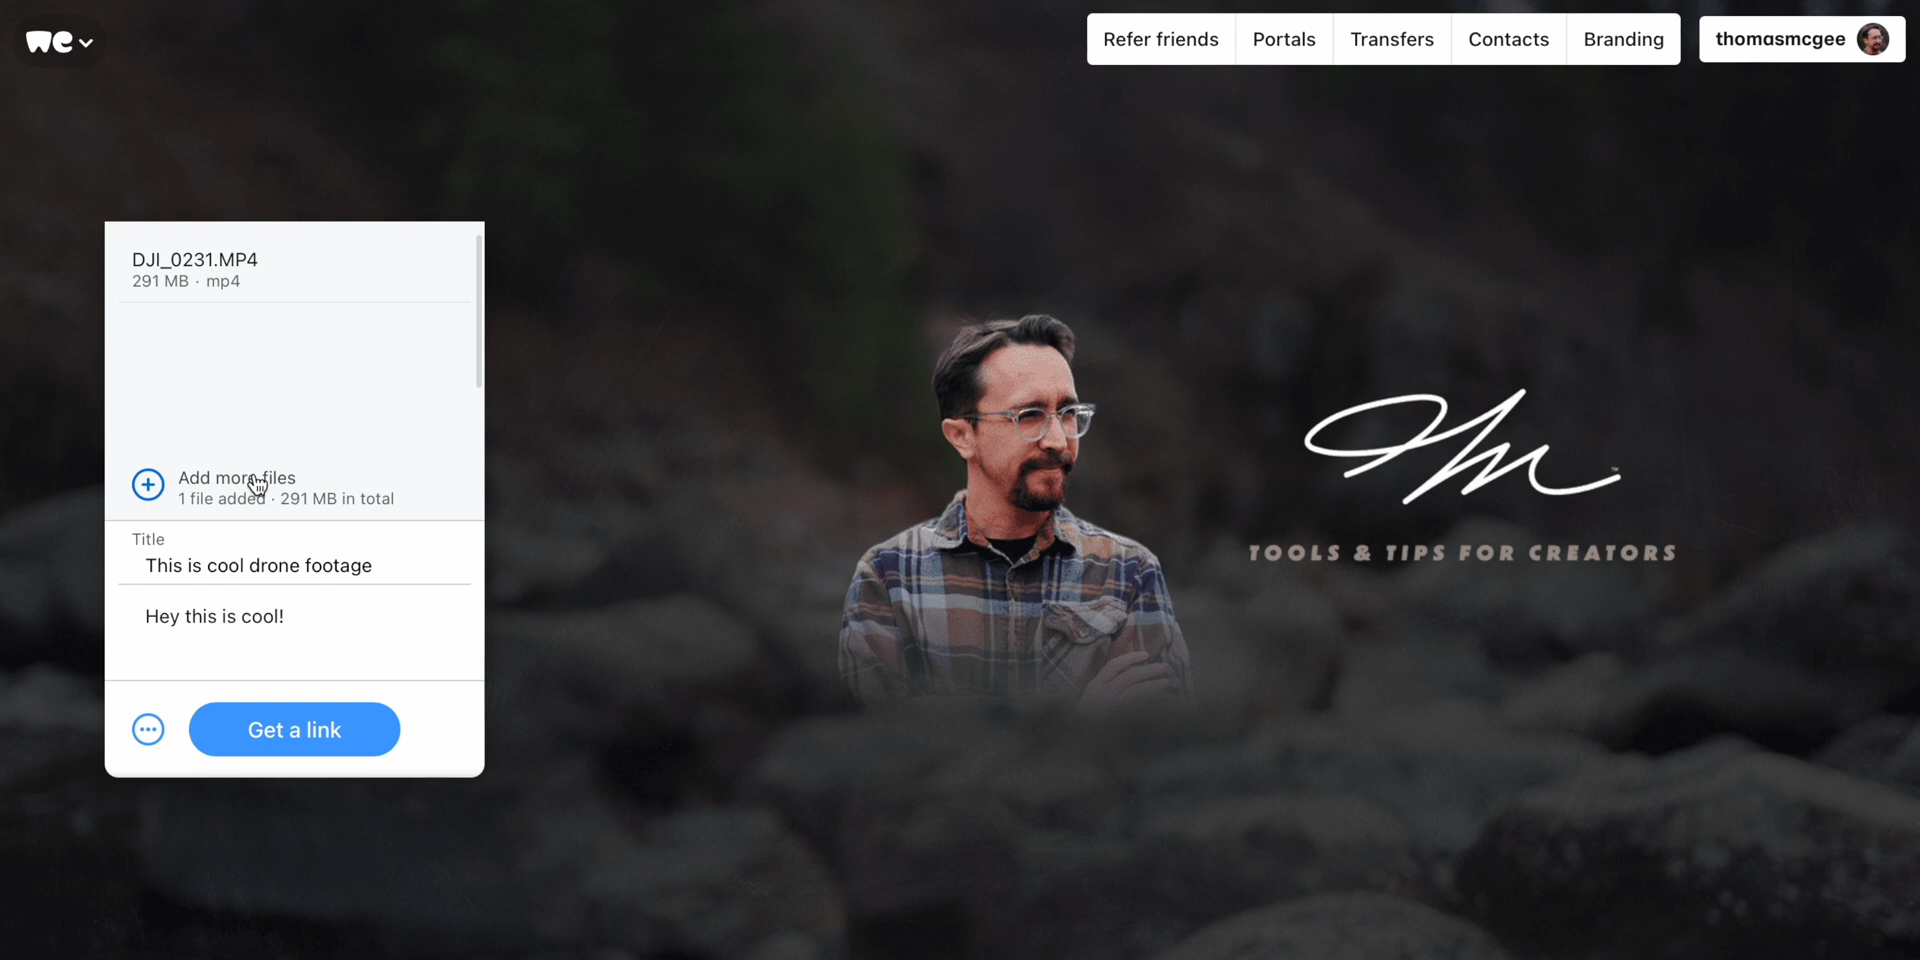 we
Refer friends
Portals
Transfers
Contacts
Branding
thomasmcgee
DJI_0231.MP4
291 MB · mp4
Add more files
1 file added · 291 MB in total
Title
This is cool drone footage
Hey this is cool!
Get a link
TM
TOOLS & TIPS FOR CREATORS